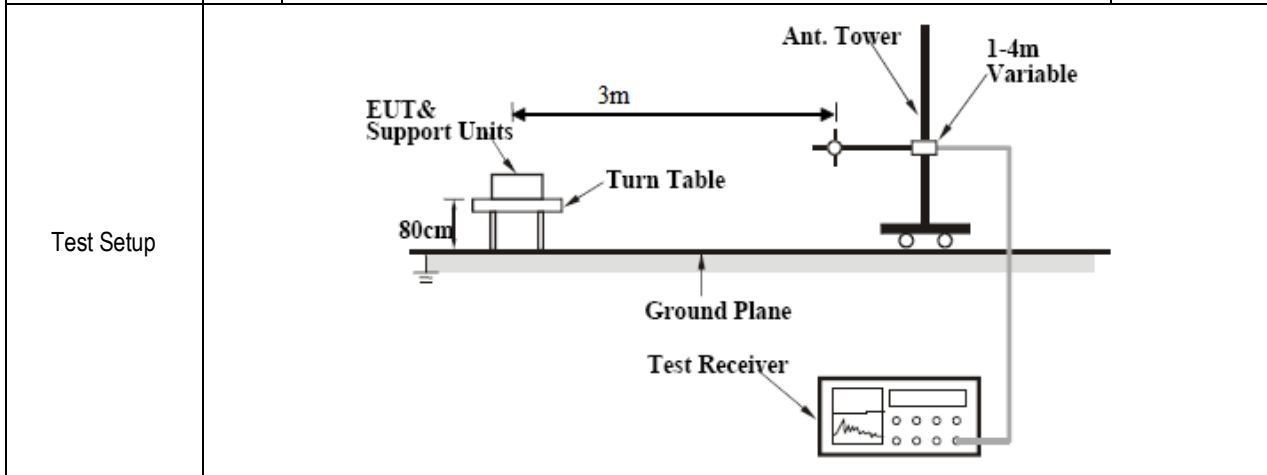 Test Setup
Ant. Tower
1-4m
Variable
3m
EUT&
Support Units
Turn Table
80cm
Ground Plane
Test Receiver